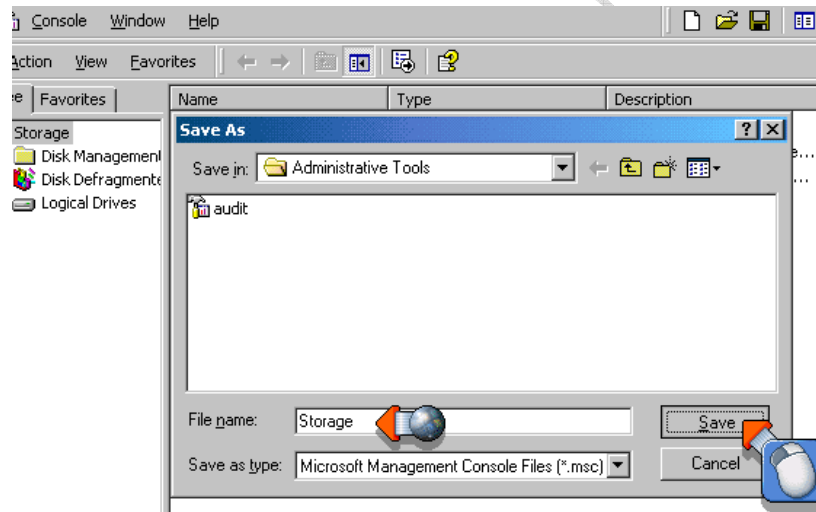 Console Window Help
Action View Favorites
Favorites
Name Type Description
Storage
Save As
Disk Management
Save in: Administrative Tools
Disk Defragmente
Logical Drives
audit
File name: Storage Save
Save as type: Microsoft Management Console Files (*.msc) Cancel